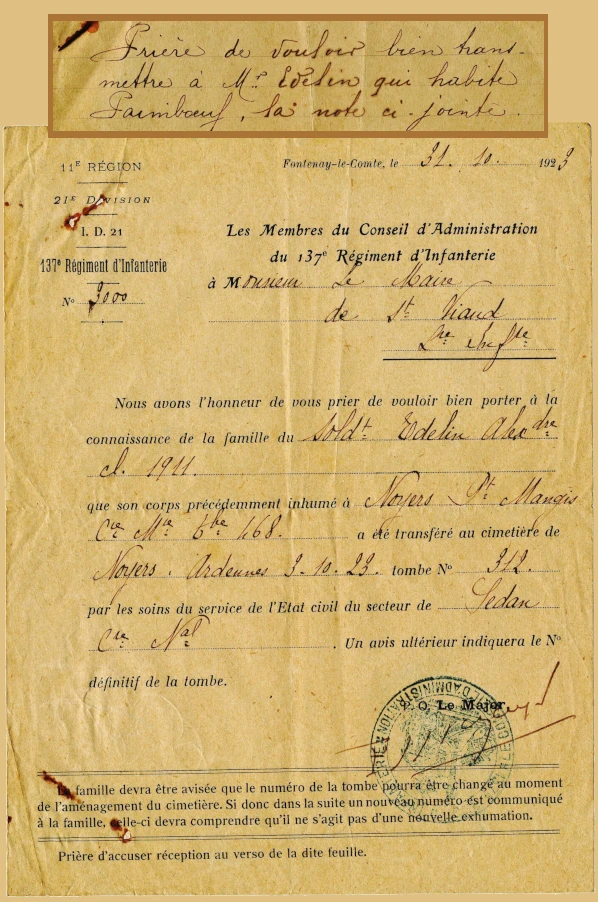 Prière de vouloir bien trans-
mettre à Mr. Edelin qui habite
Paimbœuf, la note ci-jointe.
11E RÉGION
21E DIVISION
I. D. 21
137e Régiment d'Infanterie
No 3000
Fontenay-le-Comte, le 31. 10. 1923
Les Membres du Conseil d'Administration
du 137e Régiment d'Infanterie
à Monsieur Le Maire
de St Viaud
Lre Infre
Nous avons l'honneur de vous prier de vouloir bien porter à la
connaissance de la famille du Soldt Edelin Alexdre
cl. 1911.
que son corps précédemment inhumé à Noyers Pt Mangis
Cre Mre Tbe 468. a été transféré au cimetière de
Noyers. Ardennes 3.10.23. tombe No 312.
par les soins du service de l'Etat civil du secteur de Sedan
Cre Nal . Un avis ultérieur indiquera le No
définitif de la tombe.
P. O. Le Major,
La famille devra être avisée que le numéro de la tombe pourra être changé au moment
de l'aménagement du cimetière. Si donc dans la suite un nouveau numéro est communiqué
à la famille, celle-ci devra comprendre qu'il ne s'agit pas d'une nouvelle exhumation.
Prière d'accuser réception au verso de la dite feuille.